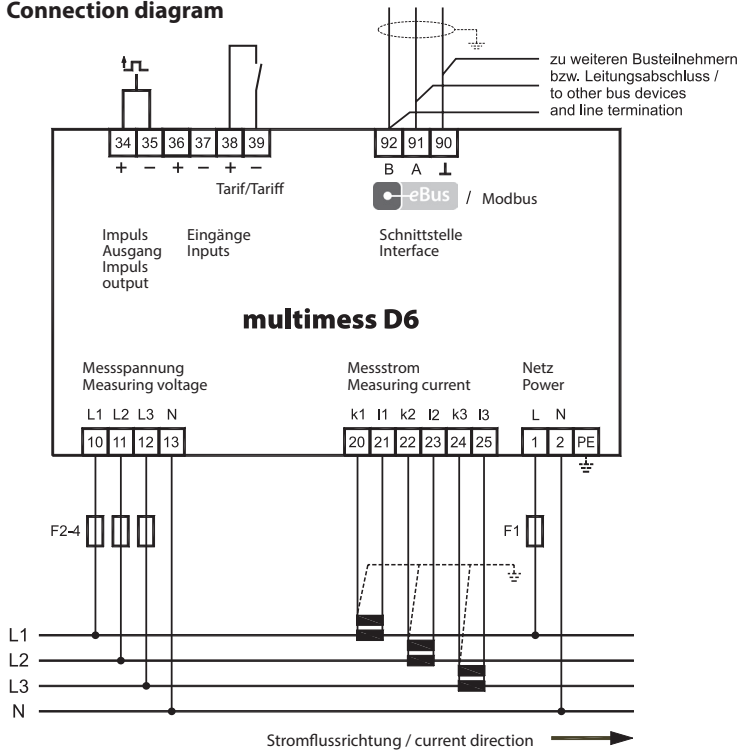 Connection diagram
zu weiteren Busteilnehmern
bzw. Leitungsabschluss /
to other bus devices
and line termination
34 35 36 37 38 39
92 91 90
+ − + − + −
B A ⊥
Tarif/Tariff
eBus / Modbus
Impuls
Ausgang
Impuls
output
Eingänge
Inputs
Schnittstelle
Interface
multimess D6
Messspannung
Measuring voltage
Messstrom
Measuring current
Netz
Power
L1 L2 L3 N
k1 l1 k2 l2 k3 l3
L N
10 11 12 13
20 21 22 23 24 25
1 2 PE
F2-4
F1
L1
L2
L3
N
Stromflussrichtung / current direction